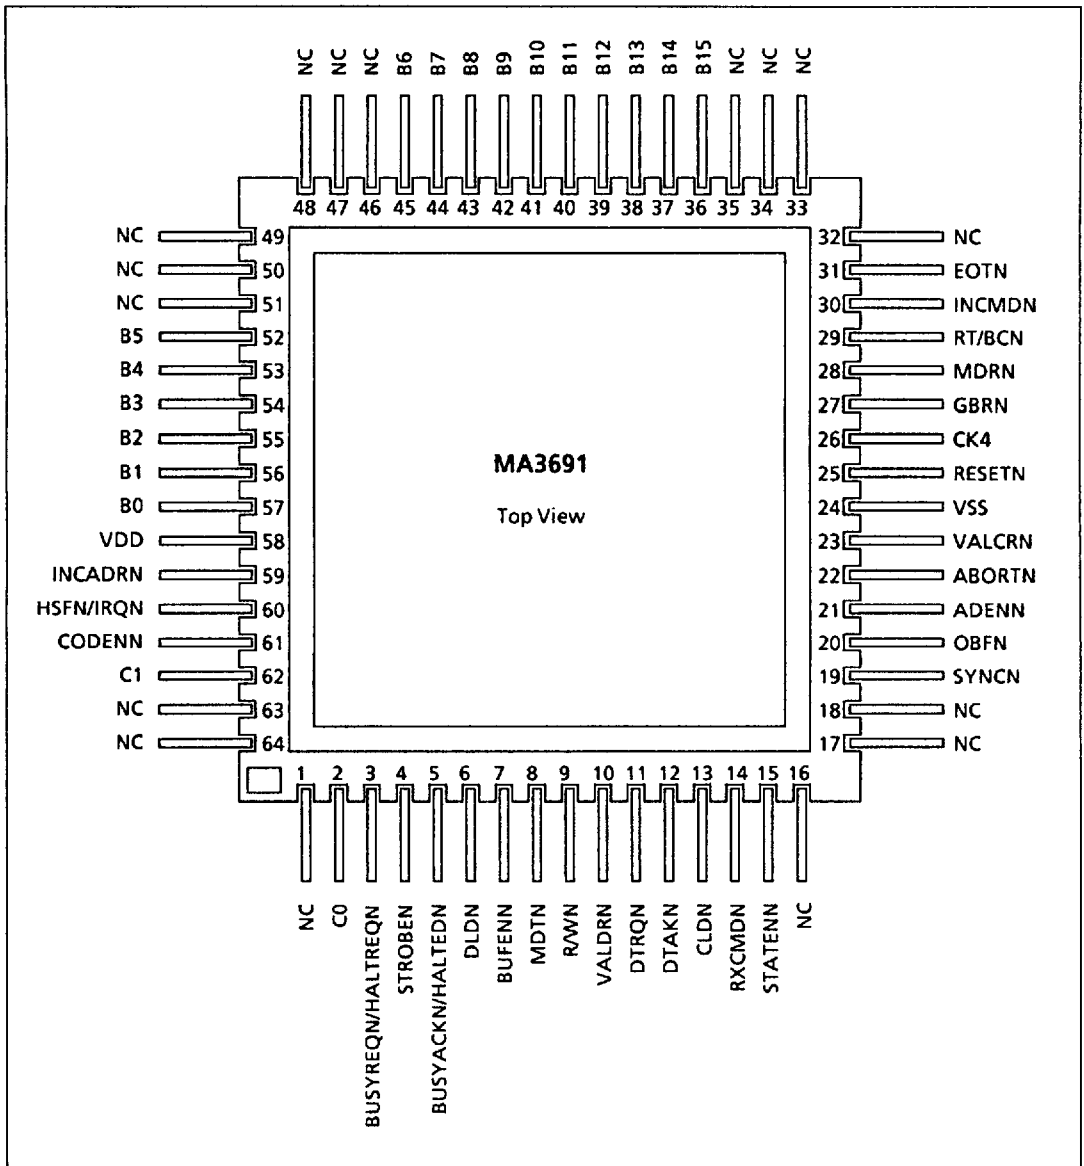 NC NC NC B6 B7 B8 B9 B10 B11 B12 B13 B14 B15 NC NC NC
48 47 46 45 44 43 42 41 40 39 38 37 36 35 34 33
NC 49 32 NC
NC 50 31 EOTN
NC 51 30 INCMDN
B5 52 29 RT/BCN
B4 53 28 MDRN
B3 54 27 GBRN
B2 55 26 CK4
B1 56 25 RESETN
B0 57 24 VSS
VDD 58 23 VALCRN
INCADRN 59 22 ABORTN
HSFN/IRQN 60 21 ADENN
CODENN 61 20 OBFN
C1 62 19 SYNCN
NC 63 18 NC
NC 64 17 NC
MA3691
Top View
1 2 3 4 5 6 7 8 9 10 11 12 13 14 15 16
NC C0 BUSYREQN/HALTREQN STROBEN BUSYACKN/HALTEDN DLDN BUFENN MDTN R/WN VALDRN DTRQN DTAKN CLDN RXCMDN STATENN NC